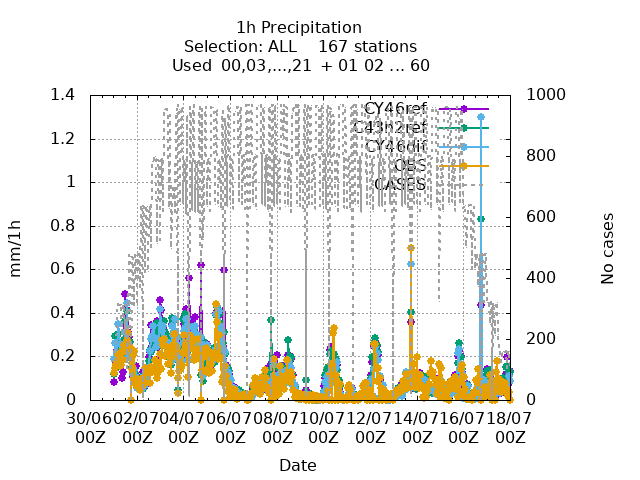 1h Precipitation
Selection: ALL 167 stations
Used 00,03,...,21 + 01 02 ... 60
CY46ref
C43h2ref
CY46dif
OBS
CASES
1.4
1.2
1
0.8
0.6
0.4
0.2
0
mm/1h
1000
800
600
400
200
0
No cases
30/06 02/07 04/07 06/07 08/07 10/07 12/07 14/07 16/07 18/07
00Z 00Z 00Z 00Z 00Z 00Z 00Z 00Z 00Z 00Z
Date